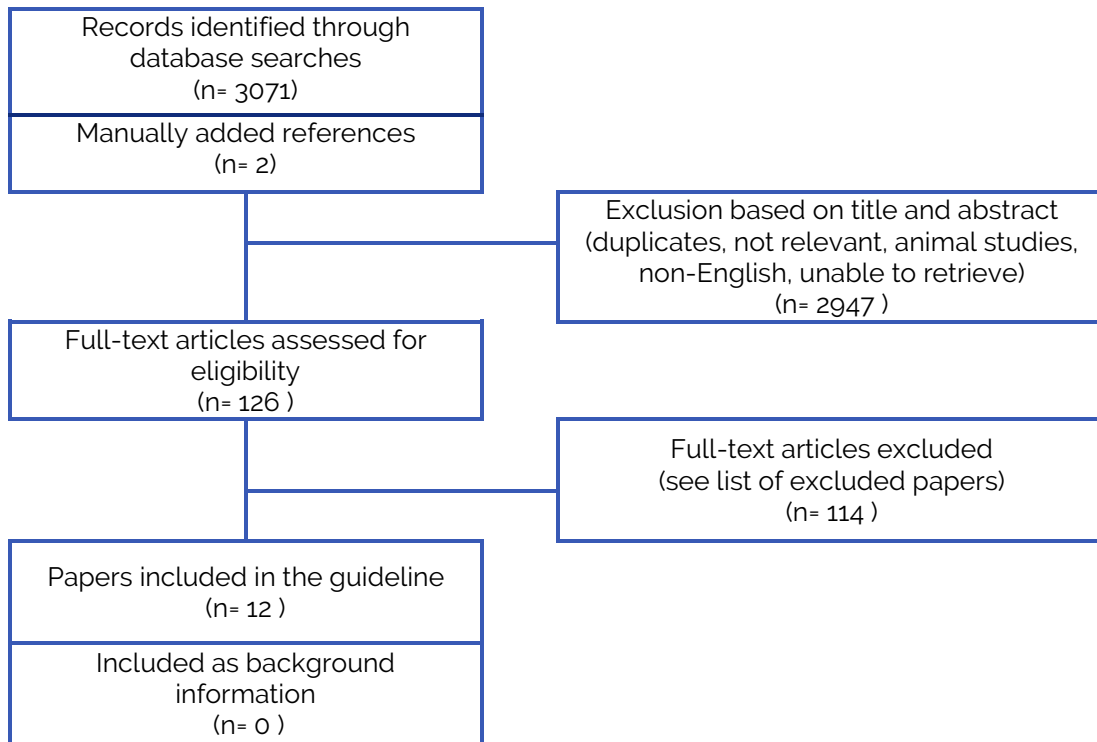 Records identified through
database searches
(n= 3071)
Manually added references
(n= 2)
Exclusion based on title and abstract
(duplicates, not relevant, animal studies,
non-English, unable to retrieve)
(n= 2947 )
Full-text articles assessed for
eligibility
(n= 126 )
Full-text articles excluded
(see list of excluded papers)
(n= 114 )
Papers included in the guideline
(n= 12 )
Included as background
information
(n= 0 )